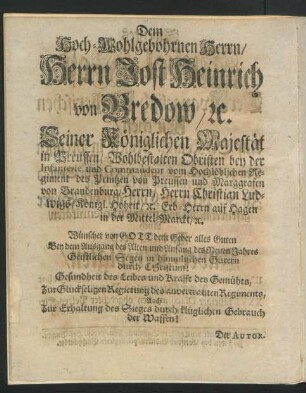 Dem
Hoch-Wohlgebohrnen Herrn/
Herrn Jost Heinrich
von Bredow/ ꝛc.
Seiner Königlichen Majestät
in Preussen/ Wohlbestalten Obristen bey der
Infanterie und Commandeur vom Hochlöblichen Re-
giment des Printzen von Preussen und Marggrafen
von Brandenburg/ Herrn/ Herrn Christian Lud-
wigs/ Königl. Hoheit/ ꝛc. Erb-Herrn auf Hagen
in der Mittel-Marck/ ꝛc.
Wünschet von GOTT dem Geber alles Guten
Bey dem Ausgang des Alten und Anfang des Neuen Jahres
Geistlichen Seegen in himmlischen Gütern
durch Christum!
Gesundheit des Leibes und Krafft des Gemühts,
Zur Glückseligen Regierung des anvertrauten Regiments,
Auch
Zur Erhaltung des Sieges durch klüglichen Gebrauch
der Waffen!
Der AUTOR.